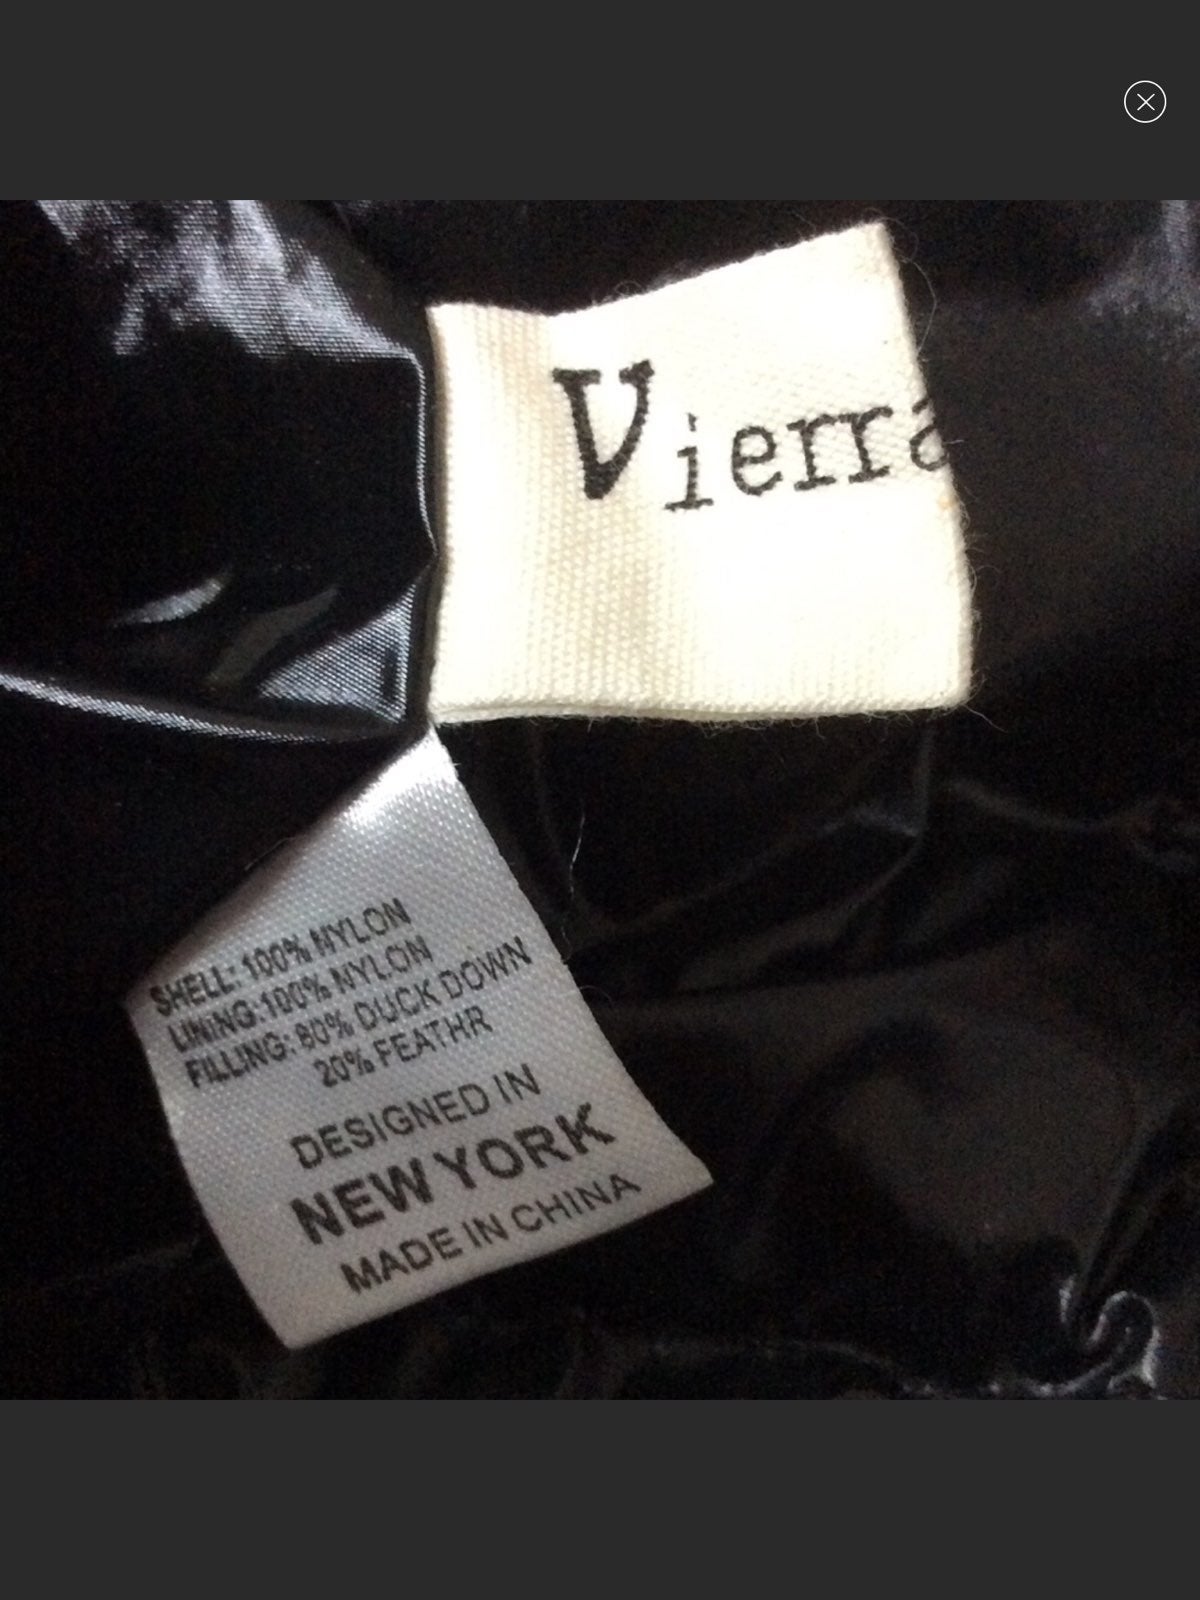 Vierra
SHELL: 100% NYLON
LINING:100% NYLON
FILLING: 80% DUCK DOWN
20% FEATHR
DESIGNED IN
NEW YORK
MADE IN CHINA